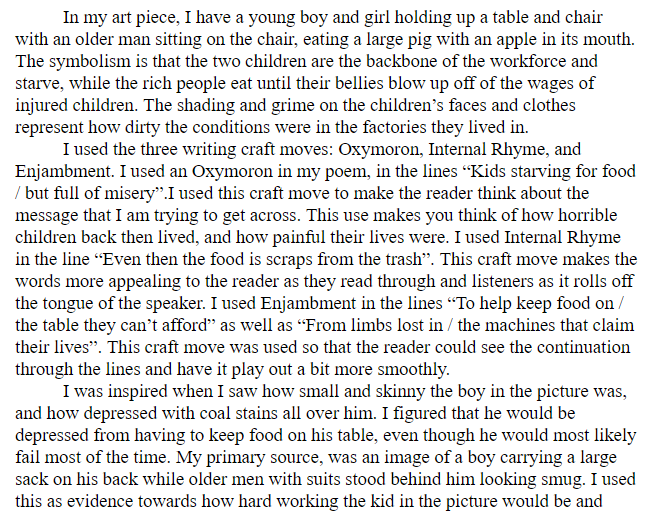 In my art piece, I have a young boy and girl holding up a table and chair
with an older man sitting on the chair, eating a large pig with an apple in its mouth.
The symbolism is that the two children are the backbone of the workforce and
starve, while the rich people eat until their bellies blow up off of the wages of
injured children. The shading and grime on the children’s faces and clothes
represent how dirty the conditions were in the factories they lived in.
I used the three writing craft moves: Oxymoron, Internal Rhyme, and
Enjambment. I used an Oxymoron in my poem, in the lines “Kids starving for food
/ but full of misery”.I used this craft move to make the reader think about the
message that I am trying to get across. This use makes you think of how horrible
children back then lived, and how painful their lives were. I used Internal Rhyme
in the line “Even then the food is scraps from the trash”. This craft move makes the
words more appealing to the reader as they read through and listeners as it rolls off
the tongue of the speaker. I used Enjambment in the lines “To help keep food on /
the table they can’t afford” as well as “From limbs lost in / the machines that claim
their lives”. This craft move was used so that the reader could see the continuation
through the lines and have it play out a bit more smoothly.
I was inspired when I saw how small and skinny the boy in the picture was,
and how depressed with coal stains all over him. I figured that he would be
depressed from having to keep food on his table, even though he would most likely
fail most of the time. My primary source, was an image of a boy carrying a large
sack on his back while older men with suits stood behind him looking smug. I used
this as evidence towards how hard working the kid in the picture would be and